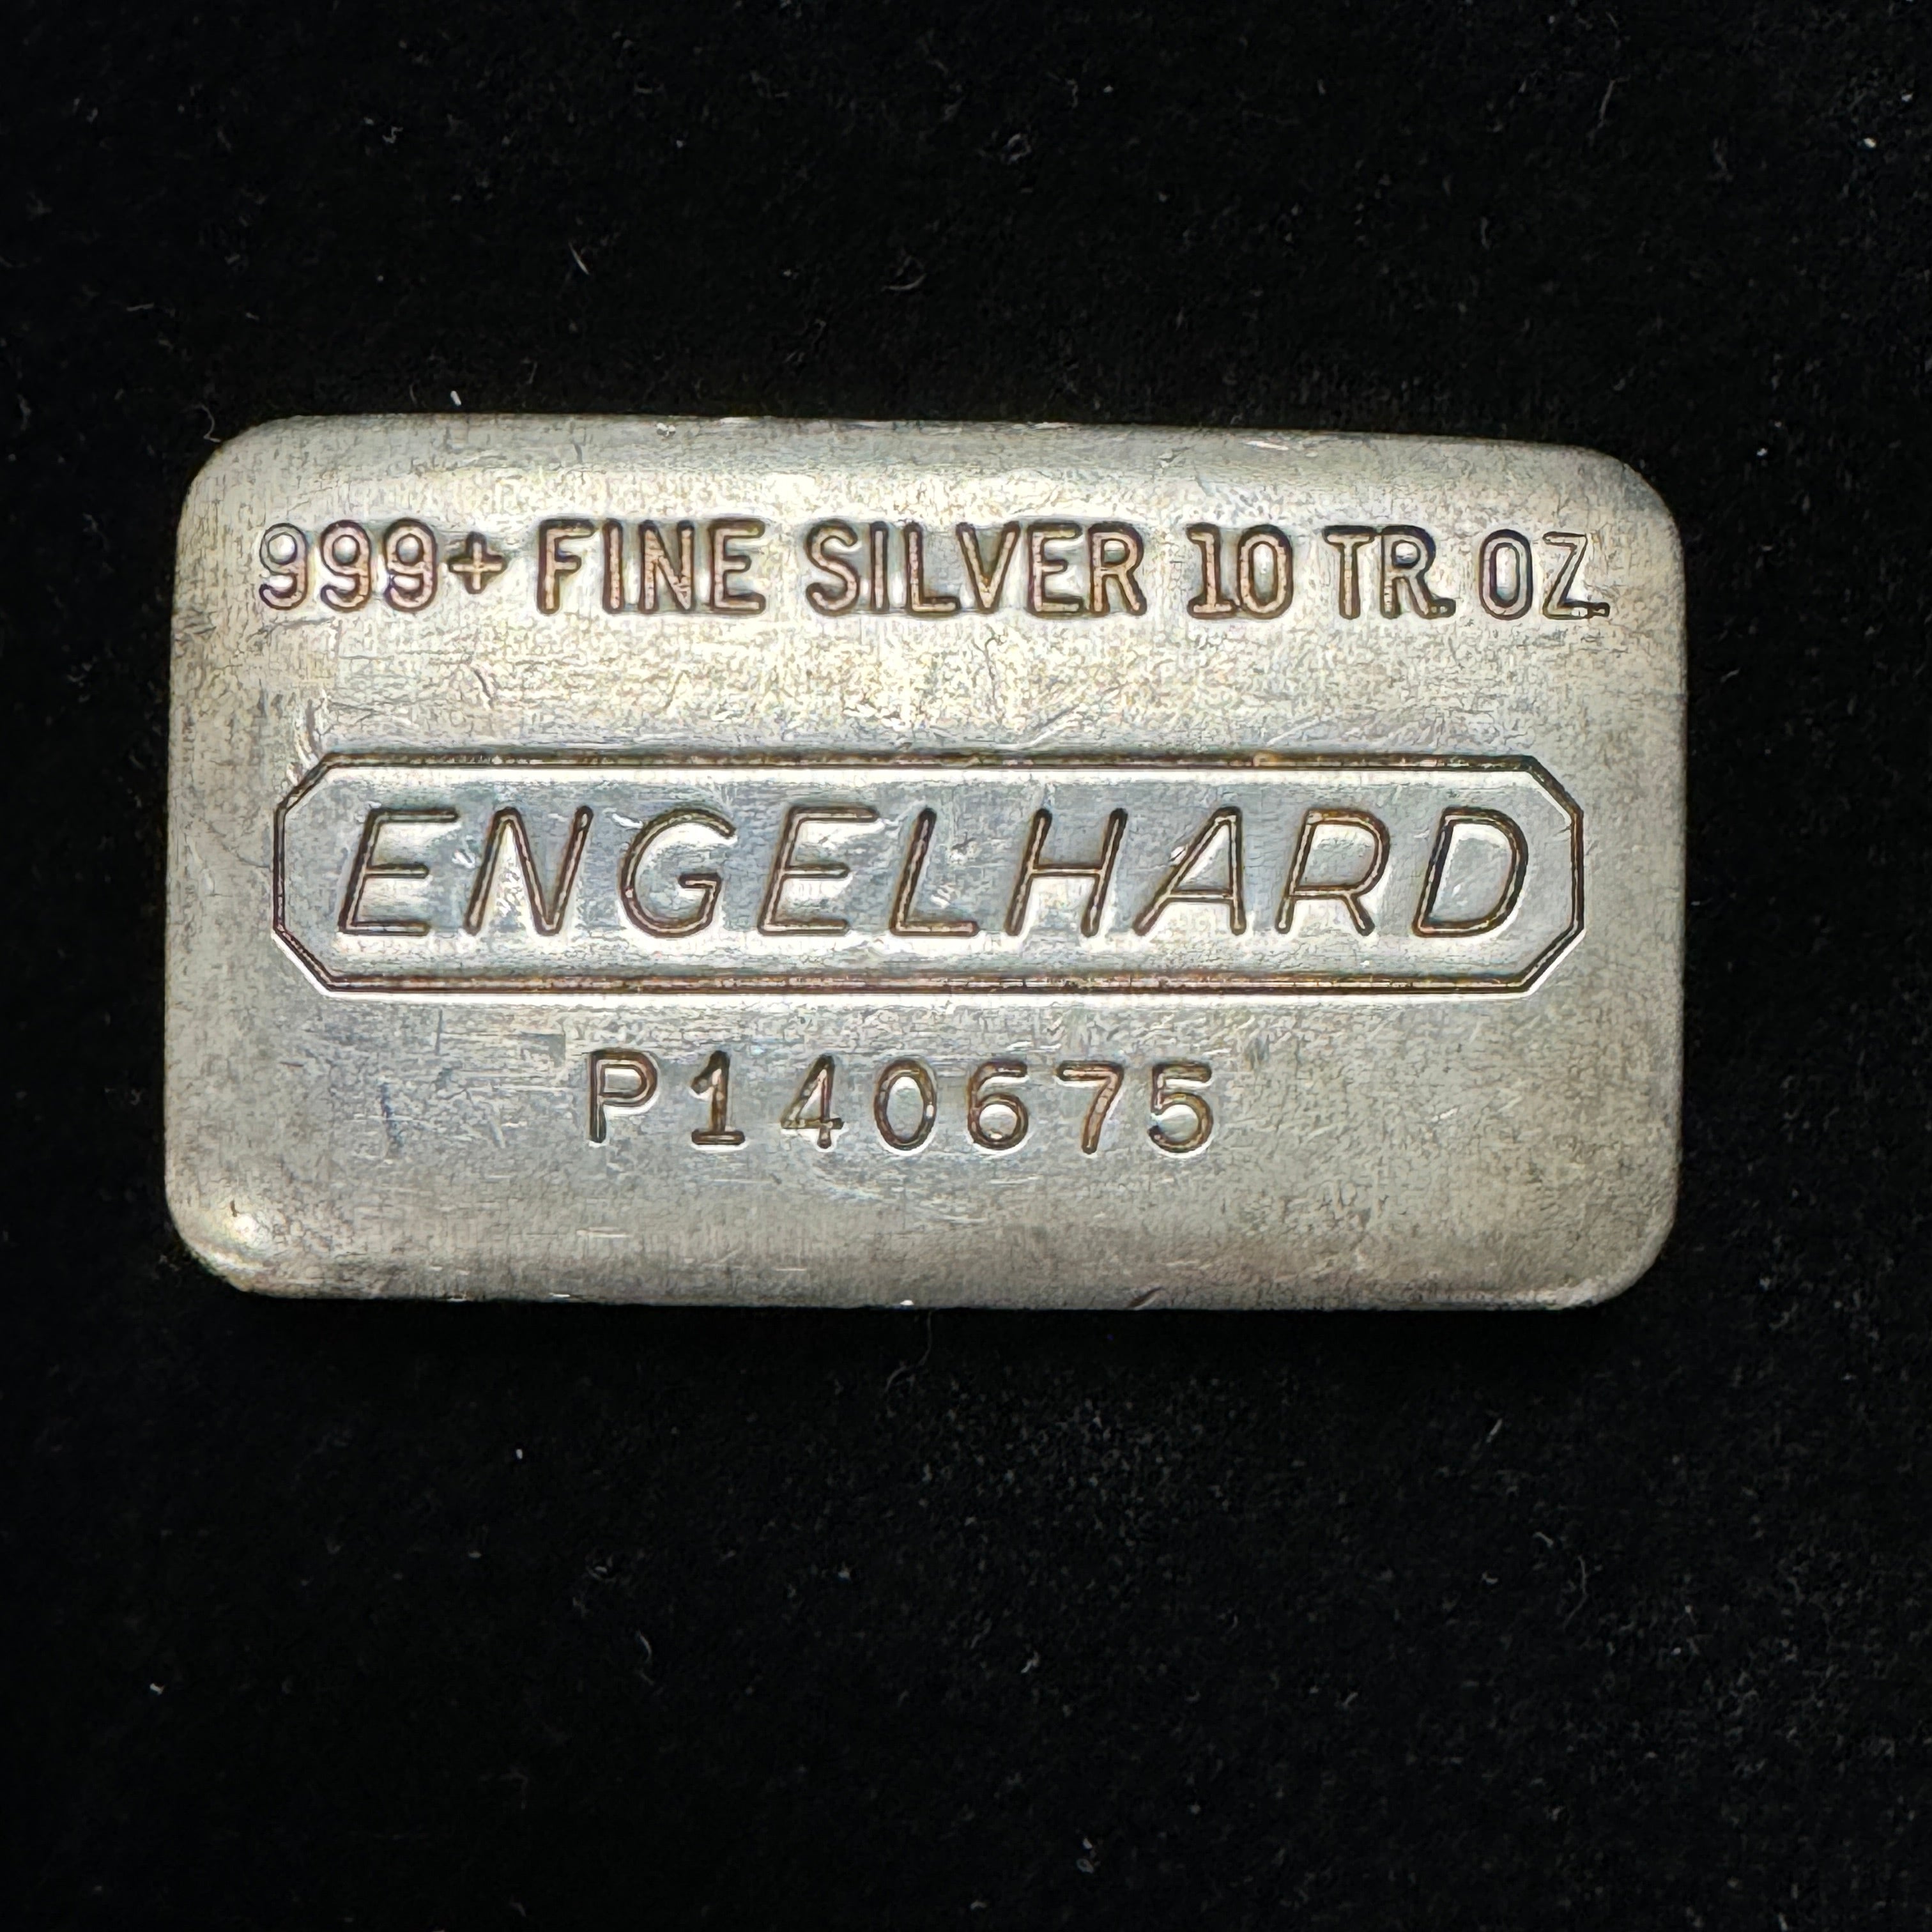 999+ FINE SILVER 10 TR. OZ.
ENGELHARD
P140675